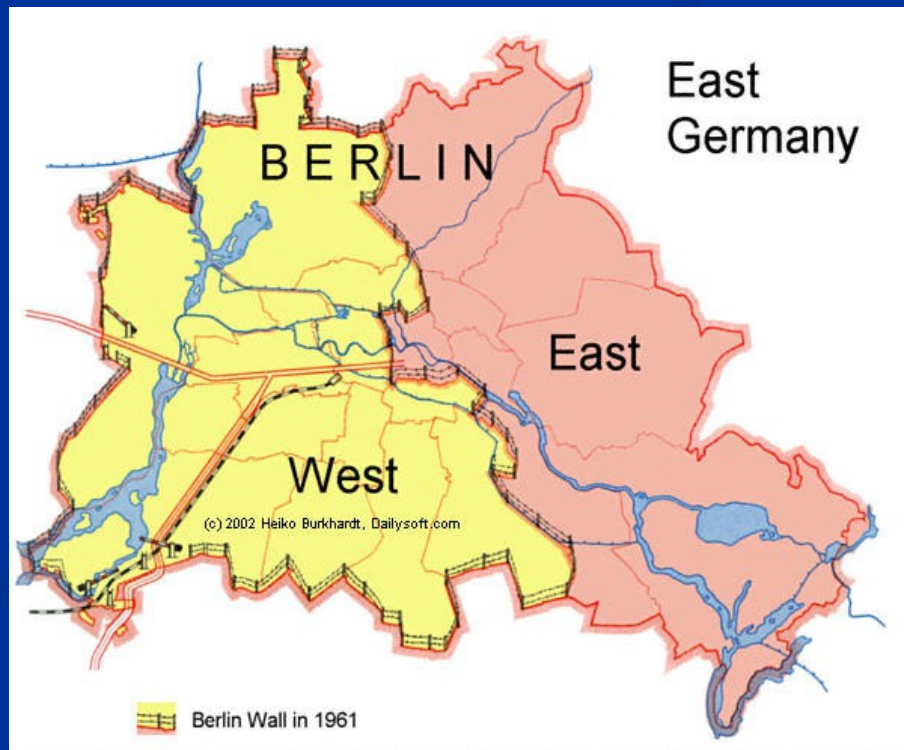 East
Germany
BERLIN
East
West
(c) 2002 Heiko Burkhardt, Dailysoft.com
Berlin Wall in 1961